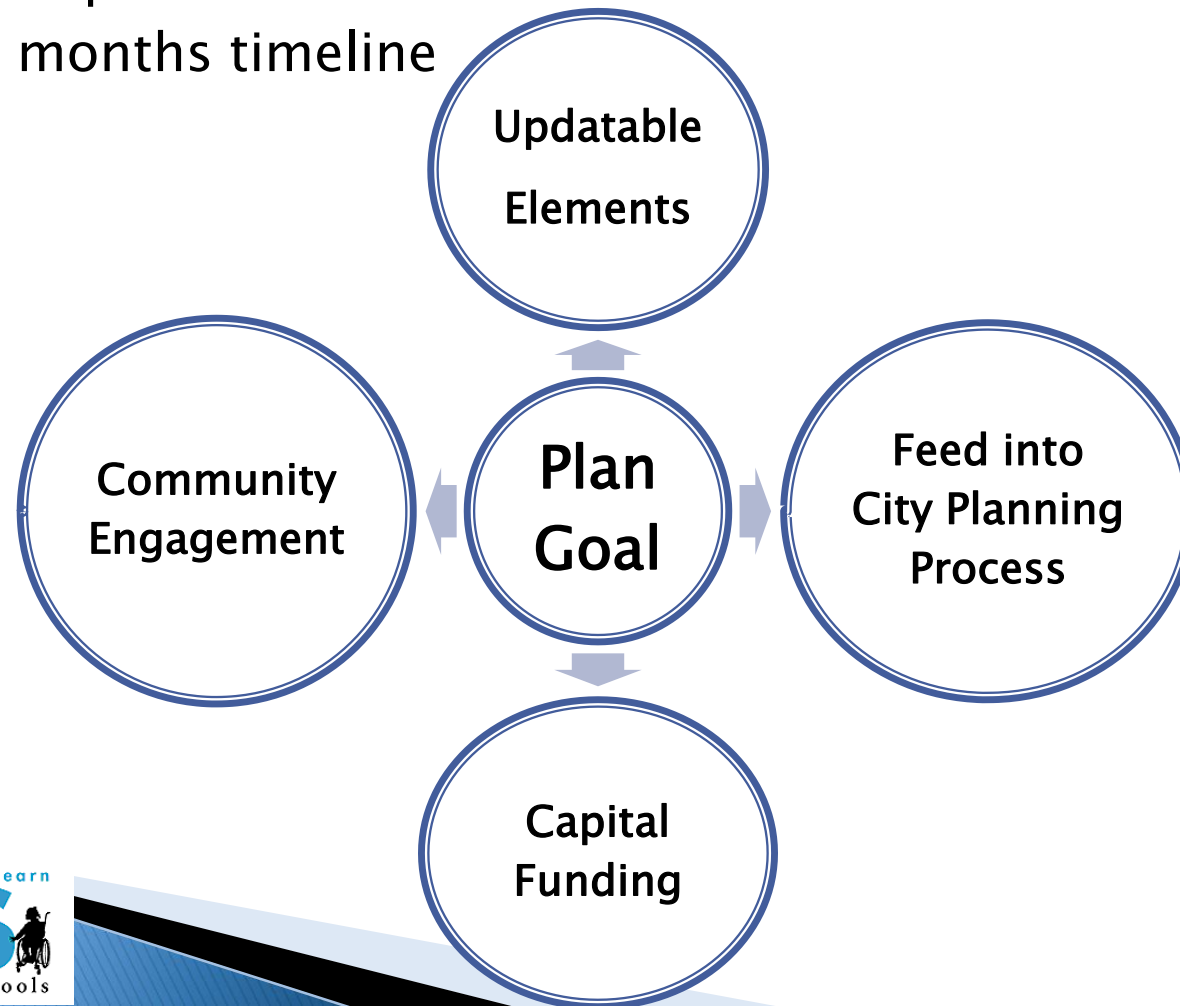 months timeline
Updatable
Elements
Community
Engagement
Plan
Goal
Feed into
City Planning
Process
Capital
Funding
earn
ools